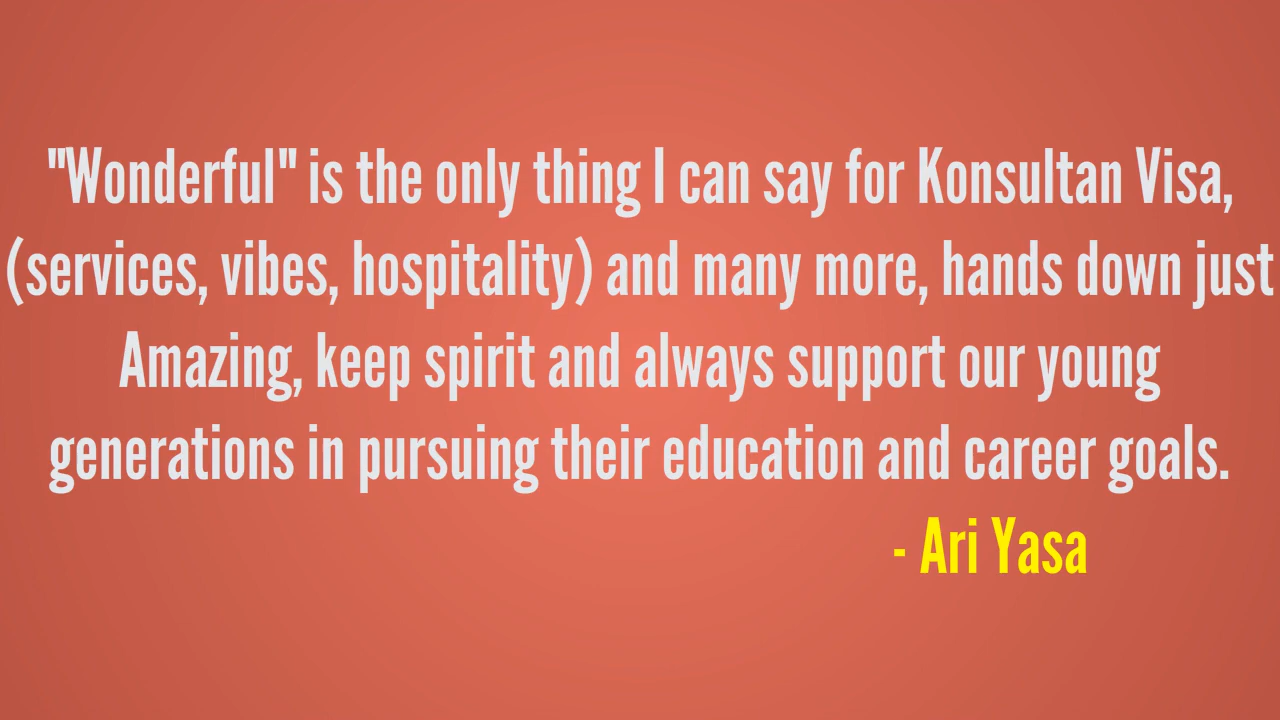 "Wonderful" is the only thing I can say for Konsultan Visa,
(services, vibes, hospitality) and many more, hands down just
Amazing, keep spirit and always support our young
generations in pursuing their education and career goals.
- Ari Yasa